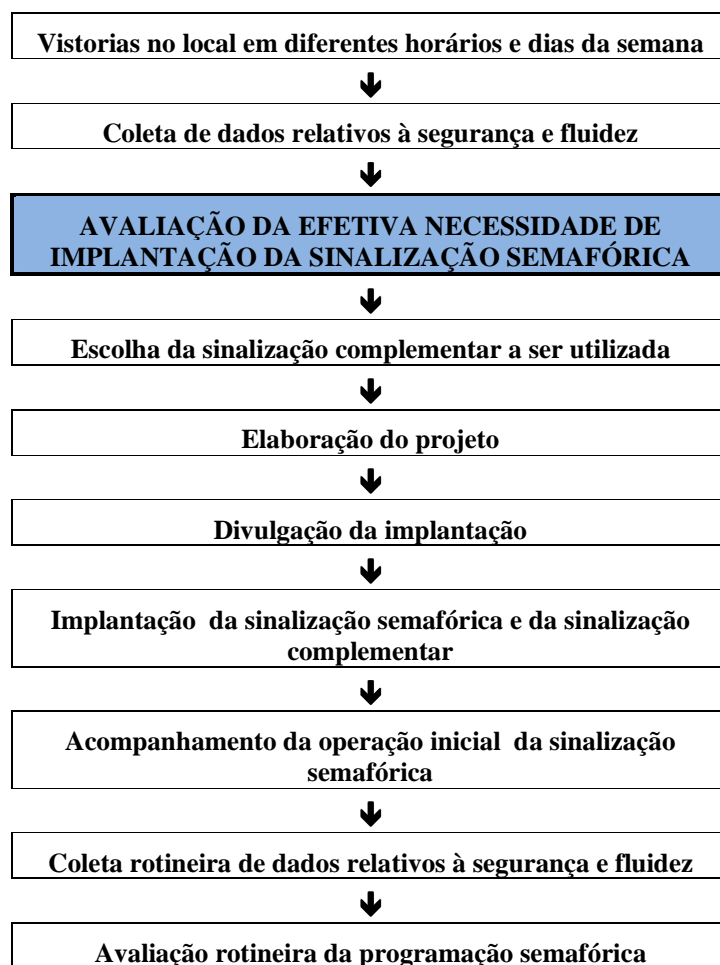 Vistorias no local em diferentes horários e dias da semana
Coleta de dados relativos à segurança e fluidez
AVALIAÇÃO DA EFETIVA NECESSIDADE DE
IMPLANTAÇÃO DA SINALIZAÇÃO SEMAFÓRICA
Escolha da sinalização complementar a ser utilizada
Elaboração do projeto
Divulgação da implantação
Implantação da sinalização semafórica e da sinalização
complementar
Acompanhamento da operação inicial da sinalização
semafórica
Coleta rotineira de dados relativos à segurança e fluidez
Avaliação rotineira da programação semafórica